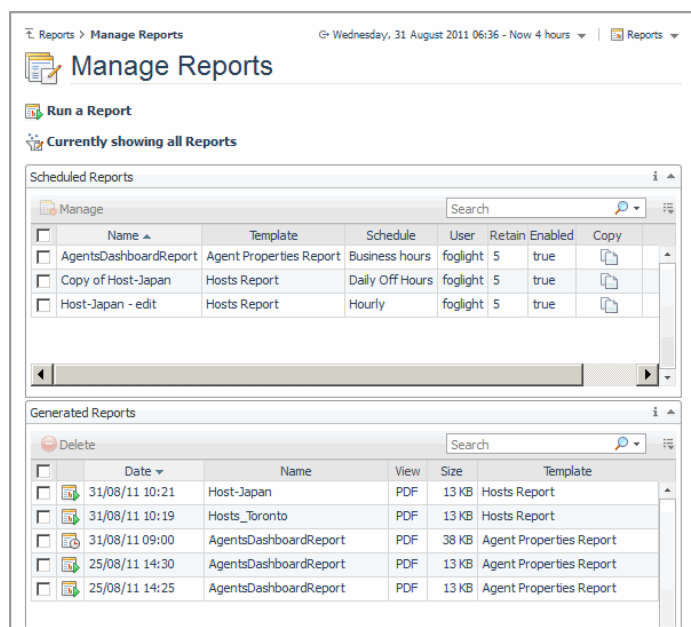 Reports > Manage Reports Wednesday, 31 August 2011 06:36 - Now 4 hours | Reports
Manage Reports
Run a Report
Currently showing all Reports
Scheduled Reports
Manage Search
Name Template Schedule User Retain Enabled Copy
AgentsDashboardReport Agent Properties Report Business hours foglight 5 true
Copy of Host-Japan Hosts Report Daily Off Hours foglight 5 true
Host-Japan - edit Hosts Report Hourly foglight 5 true
Generated Reports
Delete Search
Date Name View Size Template
31/08/11 10:21 Host-Japan PDF 13 KB Hosts Report
31/08/11 10:19 Hosts_Toronto PDF 13 KB Hosts Report
31/08/11 09:00 AgentsDashboardReport PDF 38 KB Agent Properties Report
25/08/11 14:30 AgentsDashboardReport PDF 13 KB Agent Properties Report
25/08/11 14:25 AgentsDashboardReport PDF 13 KB Agent Properties Report